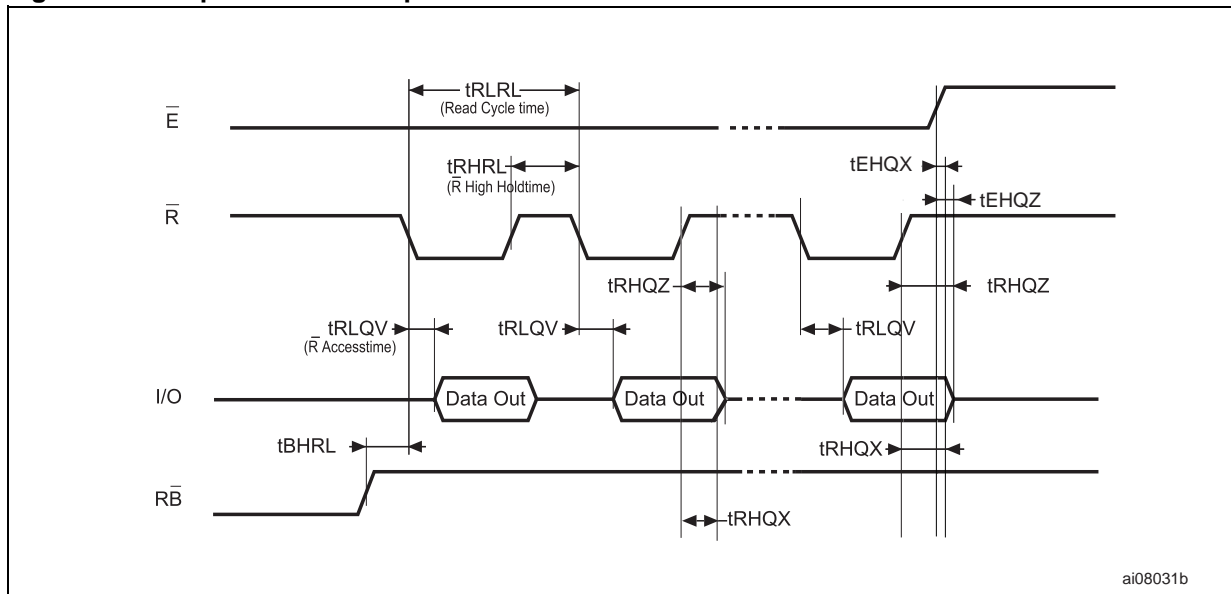 tRLRL
(Read Cycle time)
E̅
tRHRL
(R̅ High Holdtime)
tEHQX
tEHQZ
R̅
tRHQZ
tRHQZ
tRLQV
(R̅ Accesstime)
tRLQV
tRLQV
I/O
Data Out
Data Out
Data Out
tBHRL
tRHQX
RB̅
tRHQX
ai08031b